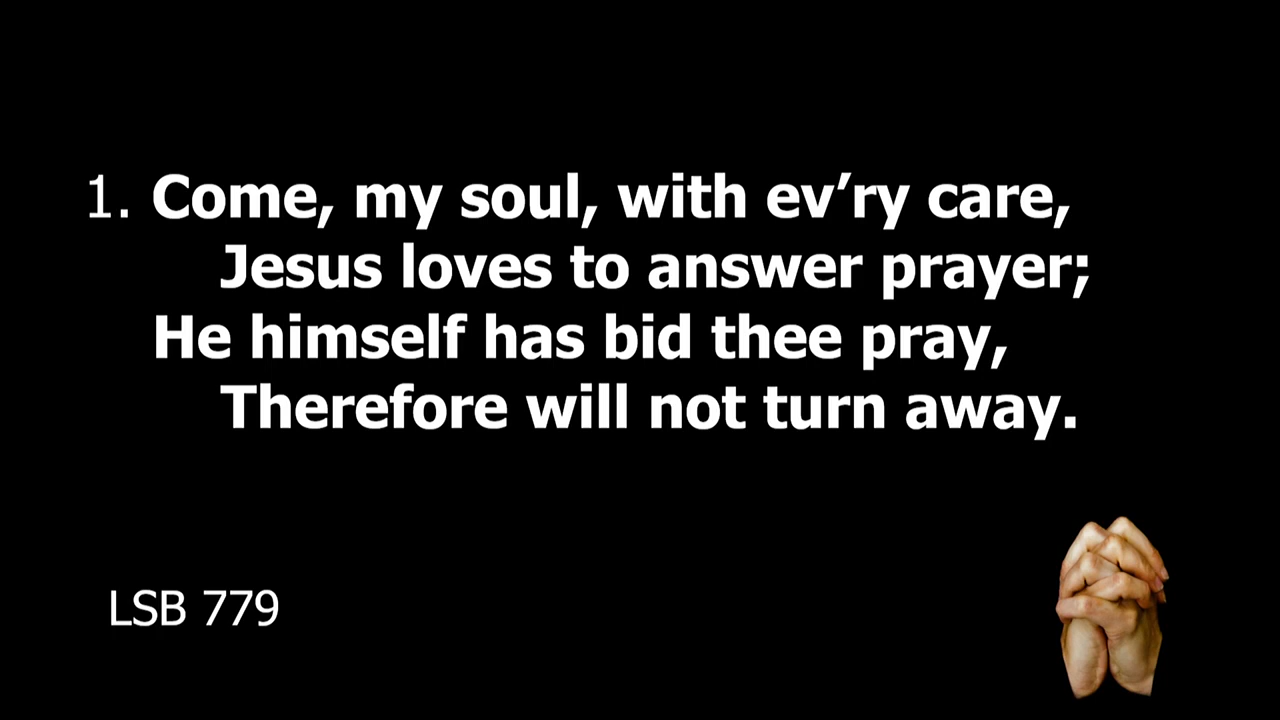 1. Come, my soul, with ev’ry care,
Jesus loves to answer prayer;
He himself has bid thee pray,
Therefore will not turn away.
LSB 779